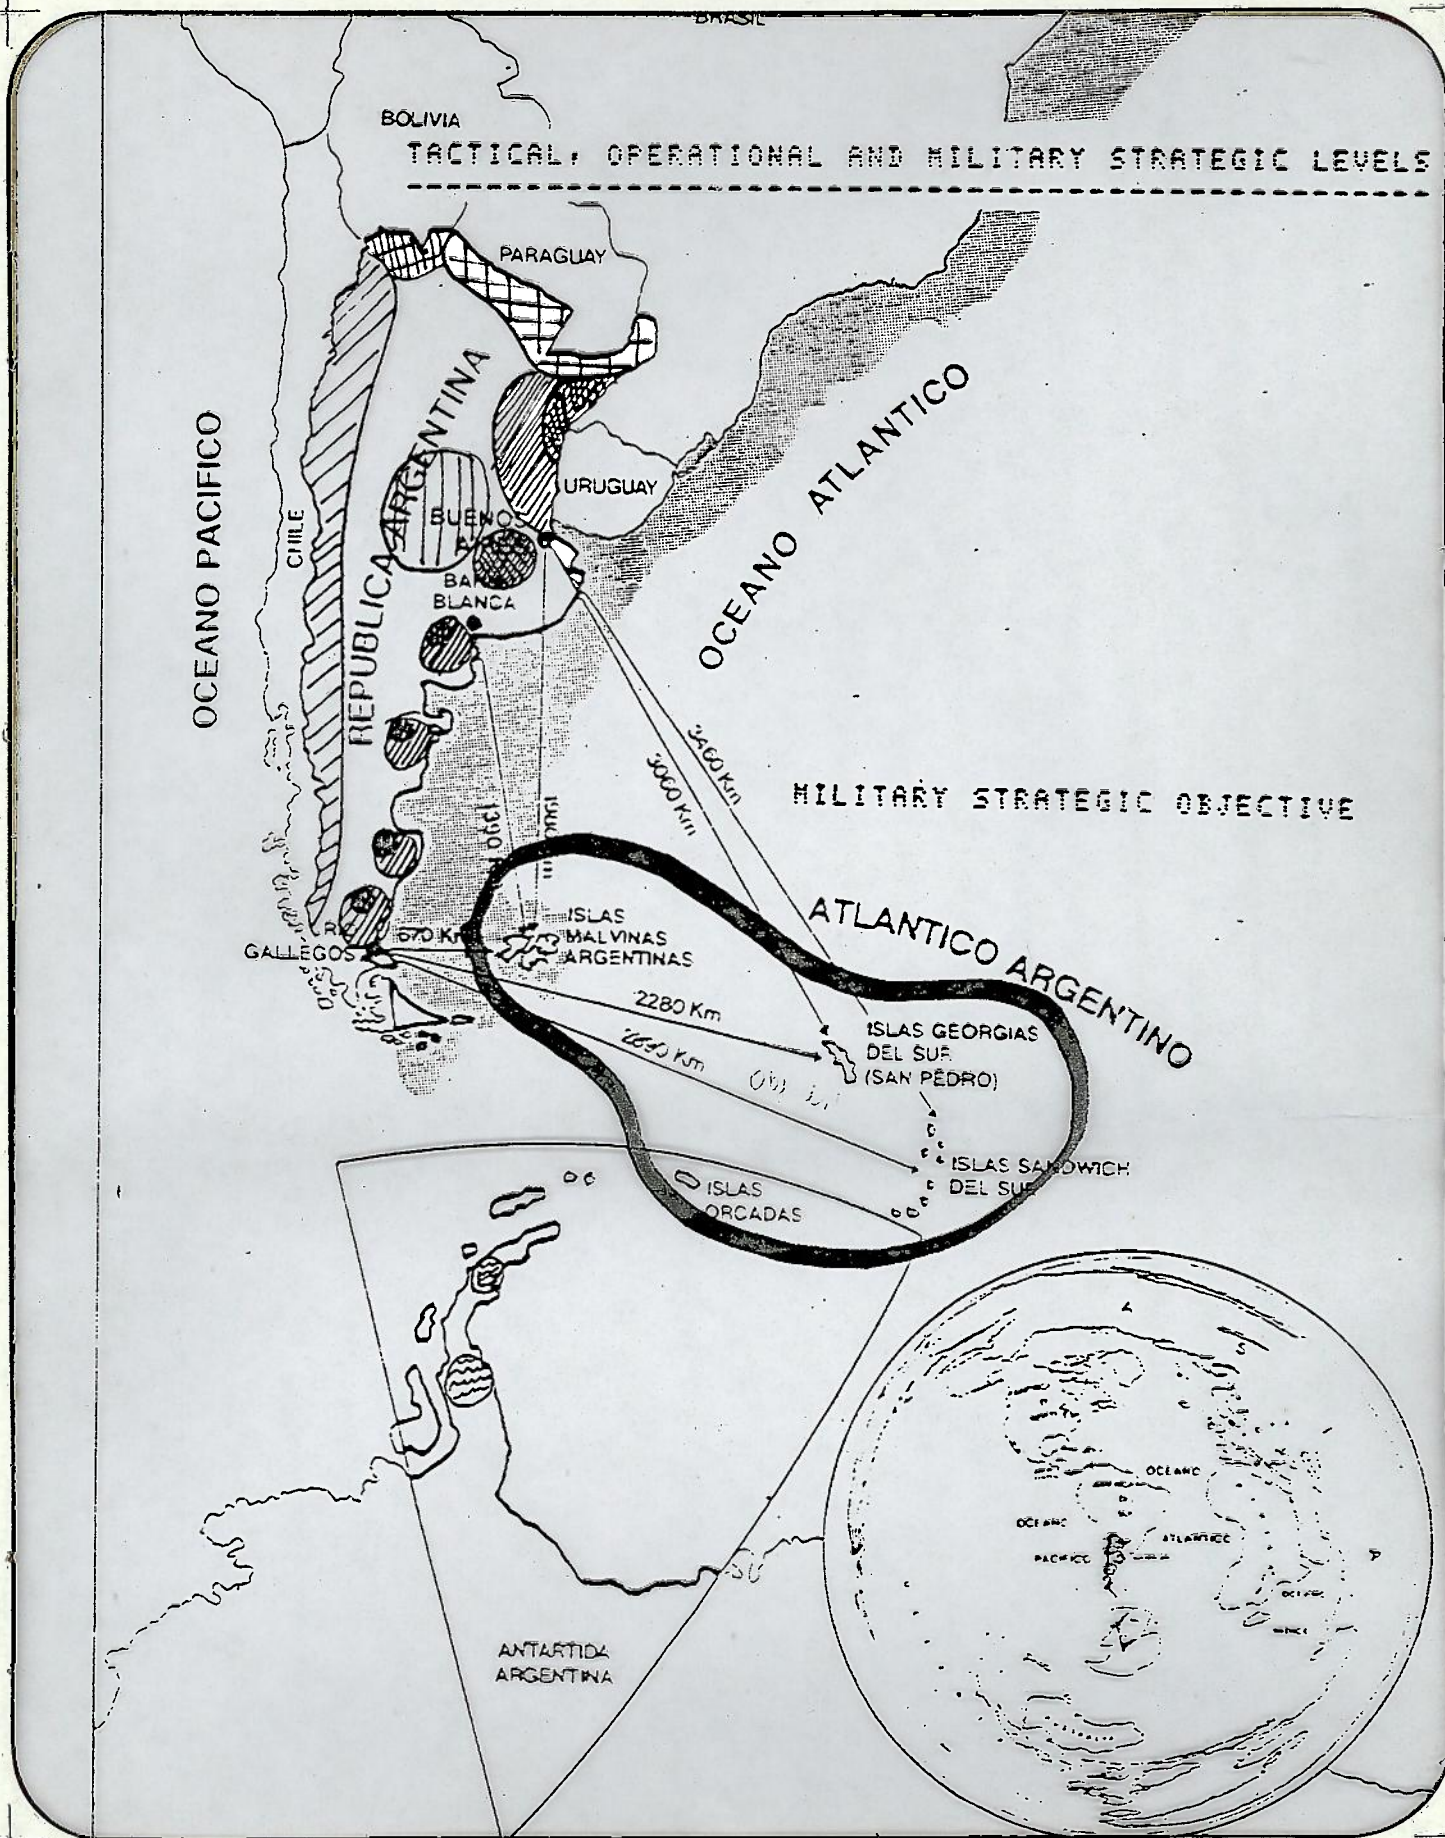 BRASIL
BOLIVIA
TACTICAL, OPERATIONAL AND MILITARY STRATEGIC LEVELS
PARAGUAY
REPUBLICA ARGENTINA
OCEANO PACIFICO
CHILE
OCEANO ATLANTICO
URUGUAY
BUENOS
BLANCA
3460 Km
3060 Km
1390
MILITARY STRATEGIC OBJECTIVE
ATLANTICO ARGENTINO
ISLAS
MALVINAS
ARGENTINAS
GALLEGOS
670 Km
2280 Km
ISLAS GEORGIAS
DEL SUR
(SAN PEDRO)
ISLAS SANDWICH
DEL SUR
ISLAS
ORCADAS
OCEANO
OCEANO
ATLANTICO
PACIFICO
ANTARTIDA
ARGENTINA